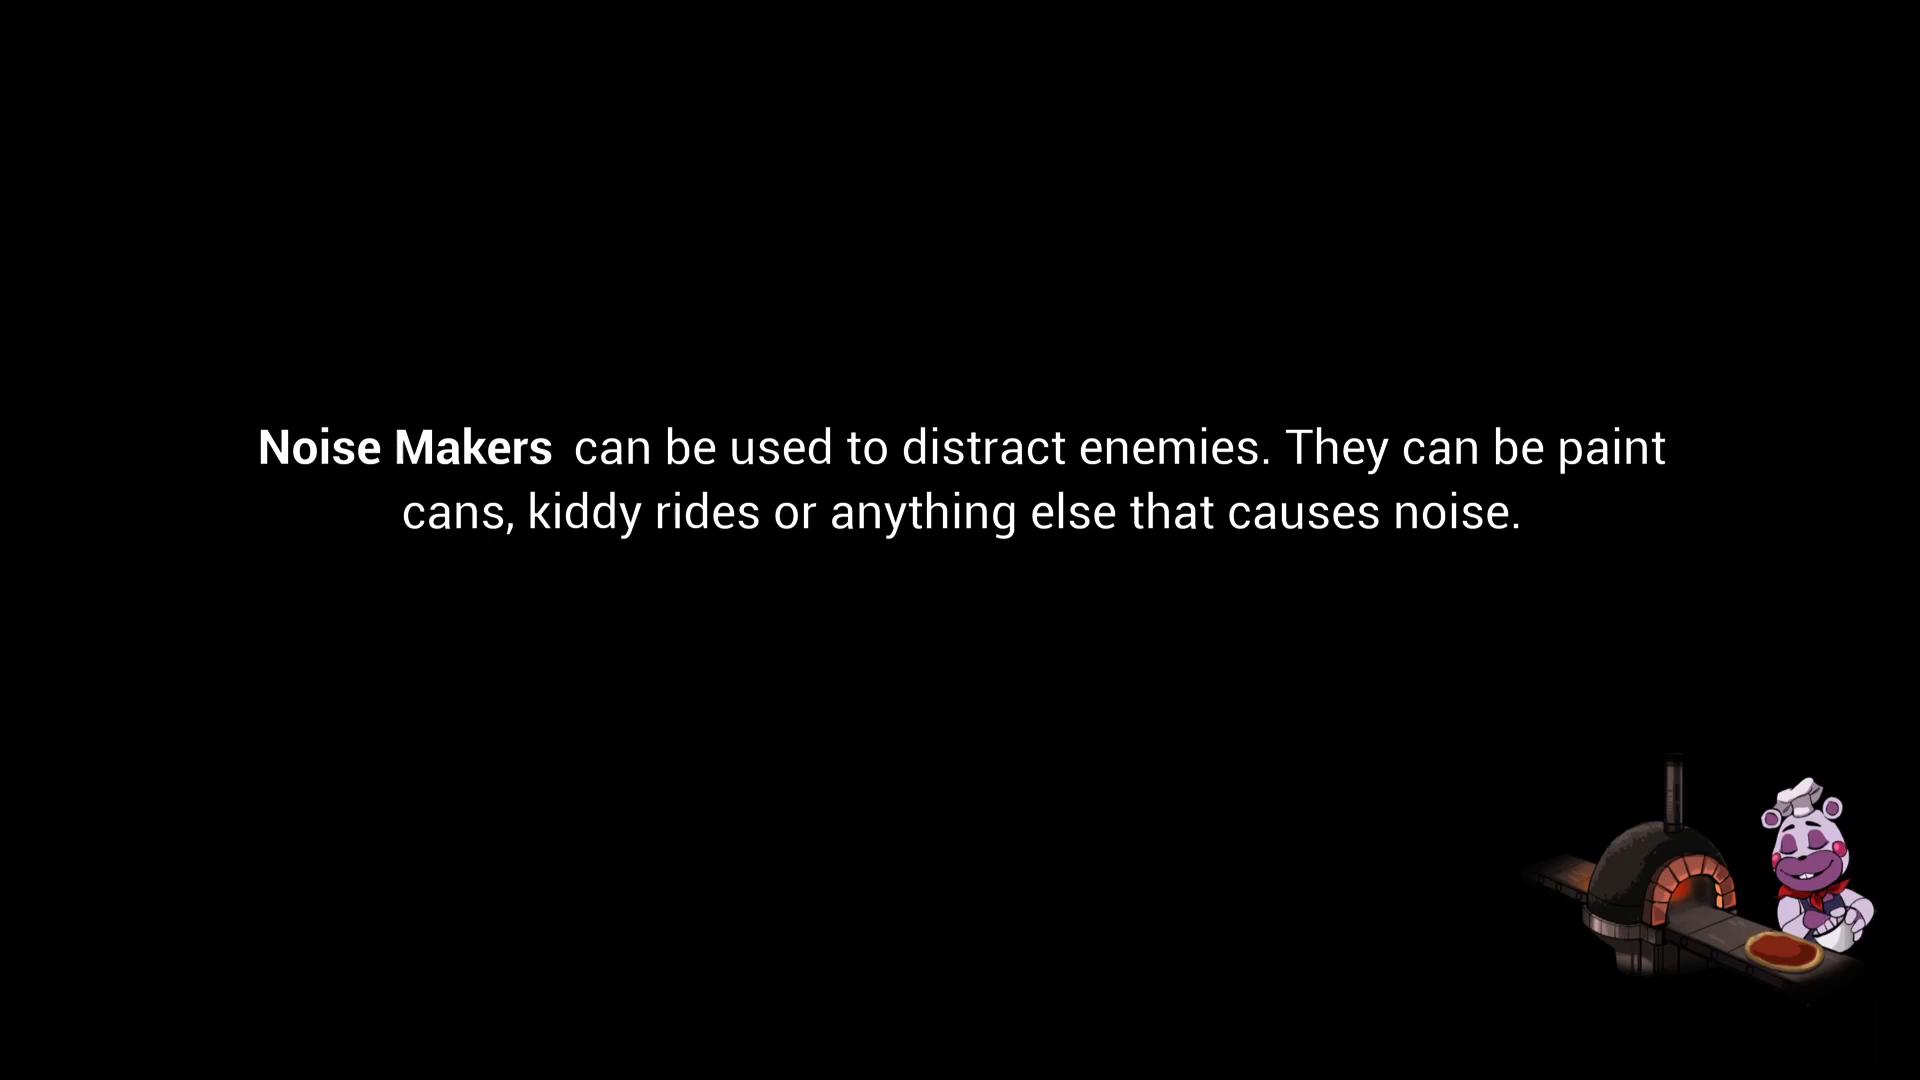 Noise Makers can be used to distract enemies. They can be paint
cans, kiddy rides or anything else that causes noise.